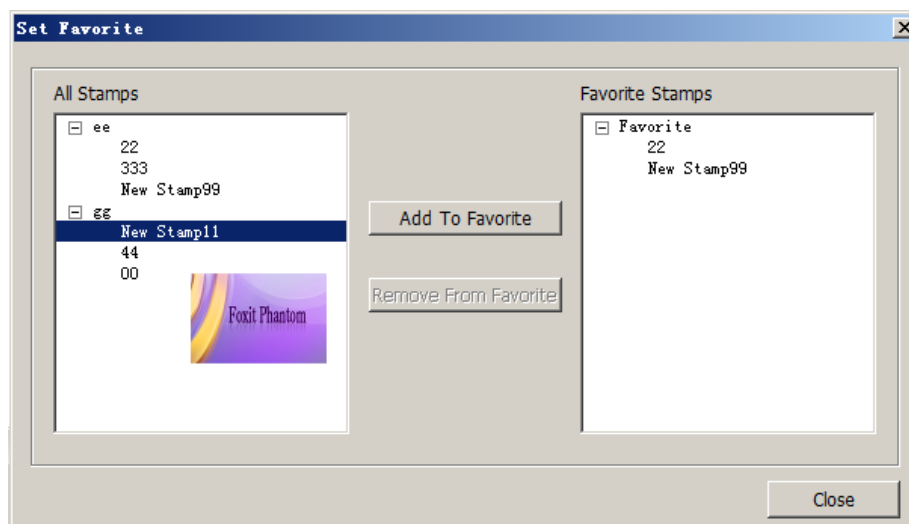 Set Favorite
All Stamps
ee
22
333
New Stamp99
gg
New Stamp11
44
00
Foxit Phantom
Add To Favorite
Remove From Favorite
Favorite Stamps
Favorite
22
New Stamp99
Close